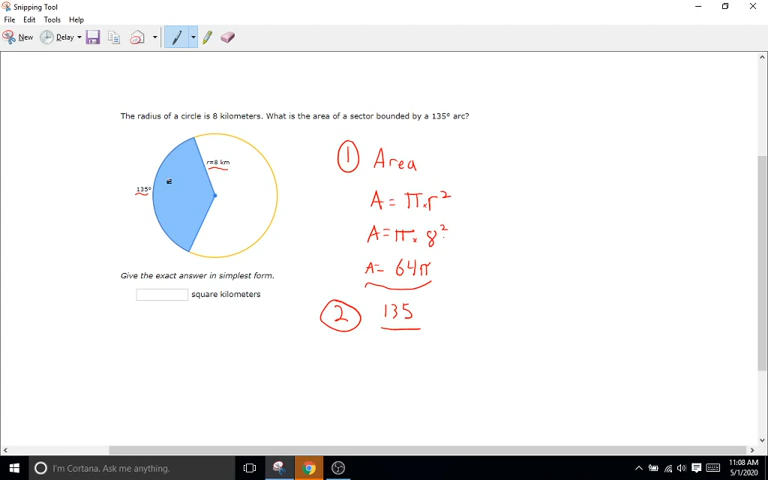 Snipping Tool
File Edit Tools Help
New Delay
The radius of a circle is 8 kilometers. What is the area of a sector bounded by a 135° arc?
r=8 km
135°
Give the exact answer in simplest form.
square kilometers
1 Area
A = π×r²
A = π × 8²
A = 64π
2 135
I'm Cortana. Ask me anything.
11:08 AM
5/1/2020